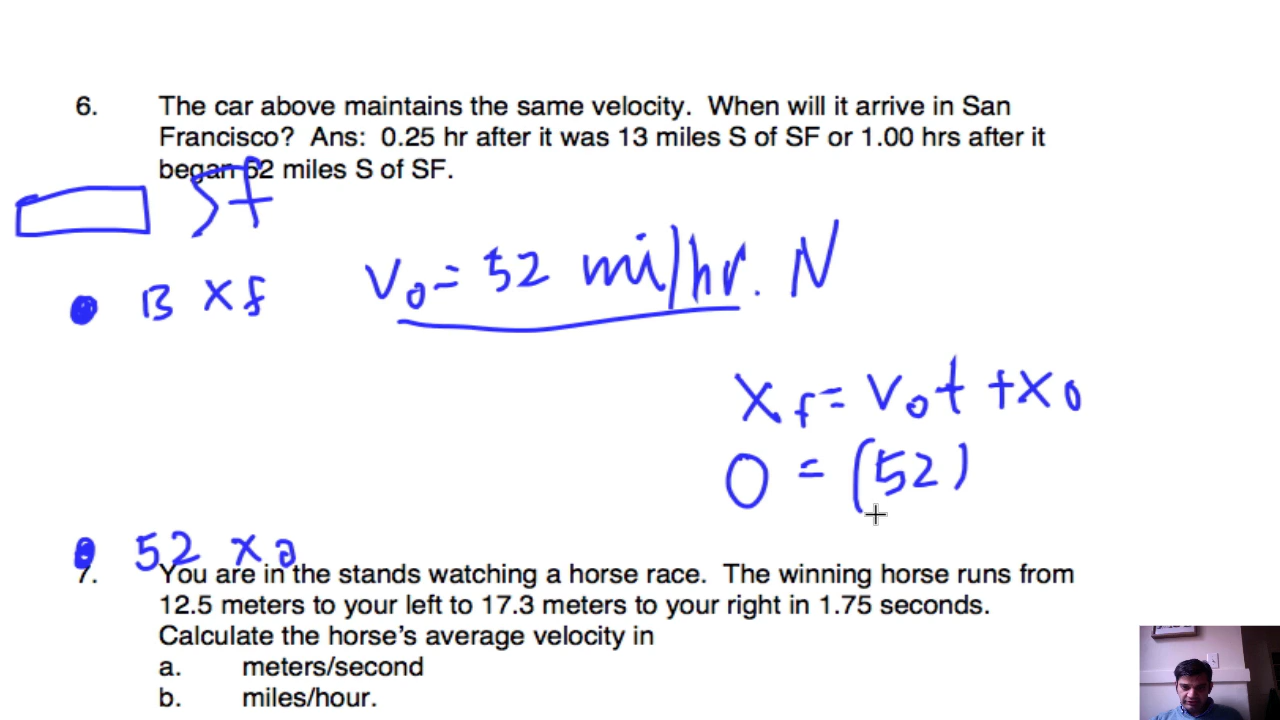 6. The car above maintains the same velocity. When will it arrive in San
Francisco? Ans: 0.25 hr after it was 13 miles S of SF or 1.00 hrs after it
began 52 miles S of SF.
SF
13 xf
v0 = 52 mi/hr. N
xf = v0t + x0
0 = (52)
52 x0
7. You are in the stands watching a horse race. The winning horse runs from
12.5 meters to your left to 17.3 meters to your right in 1.75 seconds.
Calculate the horse's average velocity in
a. meters/second
b. miles/hour.